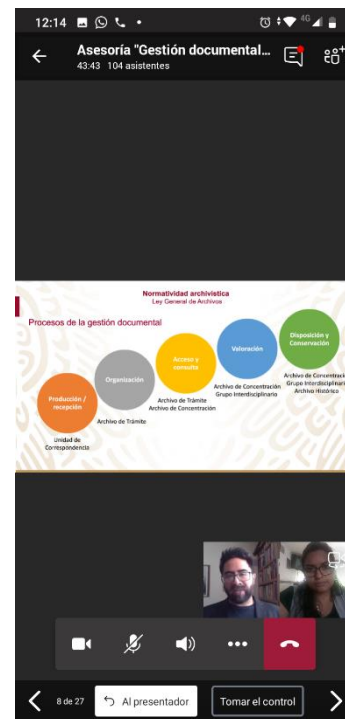 12:14
4G
Asesoría "Gestión documental...
43:43 104 asistentes
Normatividad archivística
Ley General de Archivos
Procesos de la gestión documental
Producción /
recepción
Unidad de
Correspondencia
Organización
Archivo de Trámite
Acceso y
consulta
Archivo de Trámite
Archivo de Concentración
Valoración
Archivo de Concentración
Grupo Interdisciplinario
Disposición y
Conservación
Archivo de Concentració
Grupo Interdisciplinari
Archivo Histórico
8 de 27
Al presentador
Tomar el control